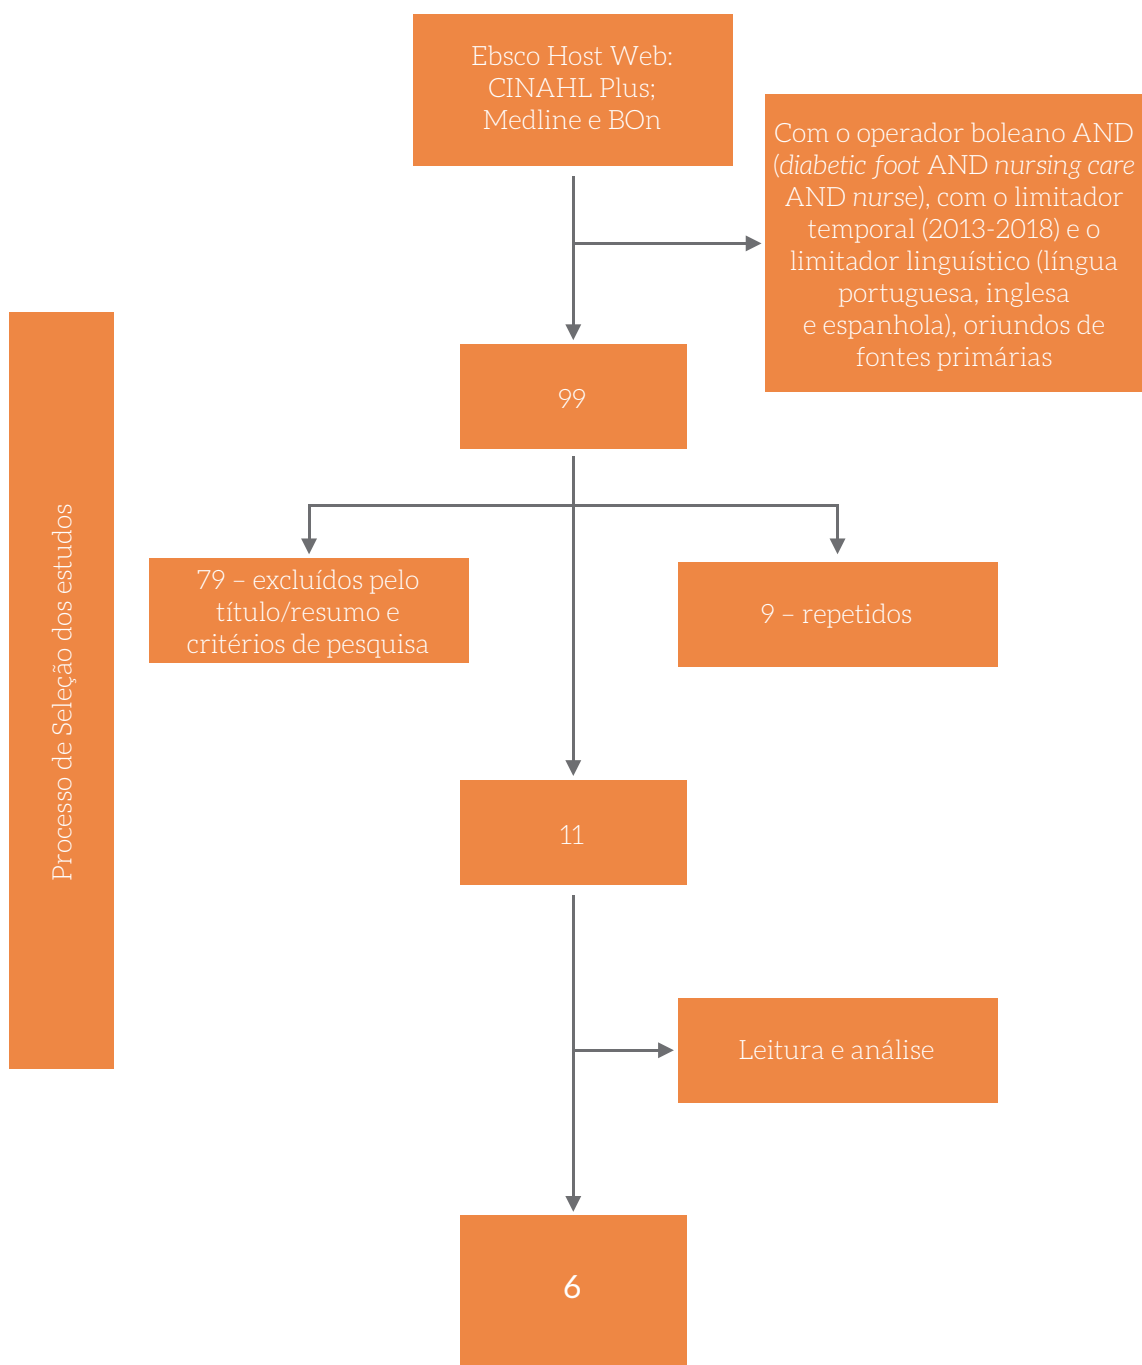 Ebsco Host Web:
CINAHL Plus;
Medline e BOn
Com o operador boleano AND
(diabetic foot AND nursing care
AND nurse), com o limitador
temporal (2013-2018) e o
limitador linguístico (língua
portuguesa, inglesa
e espanhola), oriundos de
fontes primárias
99
Processo de Seleção dos estudos
79 – excluídos pelo
título/resumo e
critérios de pesquisa
9 – repetidos
11
Leitura e análise
6